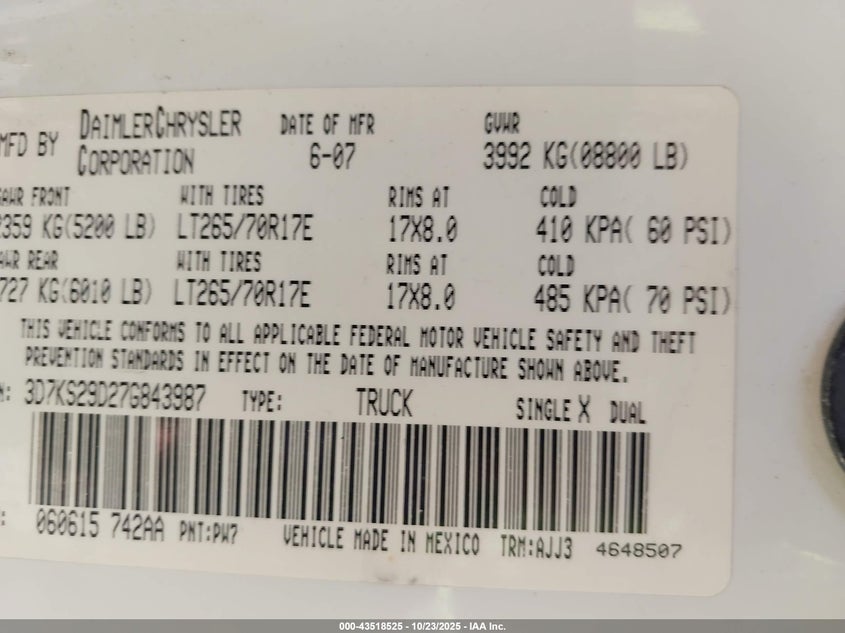 MFD BY DAIMLERCHRYSLER CORPORATION DATE OF MFR 6-07 GVWR 3992 KG(08800 LB)
GAWR FRONT WITH TIRES RIMS AT COLD
2359 KG(5200 LB) LT265/70R17E 17X8.0 410 KPA( 60 PSI)
AWR REAR WITH TIRES RIMS AT COLD
727 KG(6010 LB) LT265/70R17E 17X8.0 485 KPA( 70 PSI)
THIS VEHICLE CONFORMS TO ALL APPLICABLE FEDERAL MOTOR VEHICLE SAFETY AND THEFT
PREVENTION STANDARDS IN EFFECT ON THE DATE OF MANUFACTURE SHOWN ABOVE.
N: 3D7KS29D27G843987 TYPE: TRUCK SINGLE X DUAL
: 060615 742AA PNT:PW7 VEHICLE MADE IN MEXICO TRM:AJJ3 4648507
000-43518525 - 10/23/2025 - IAA Inc.